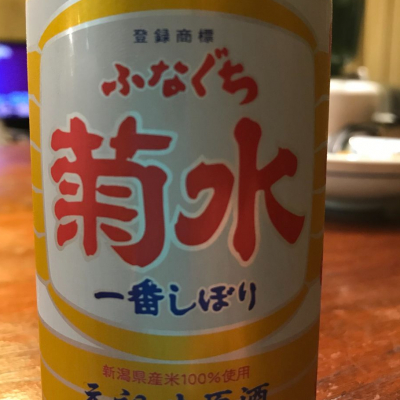 登録商標
ふなぐち
菊水
一番しぼり
新潟県産米100%使用